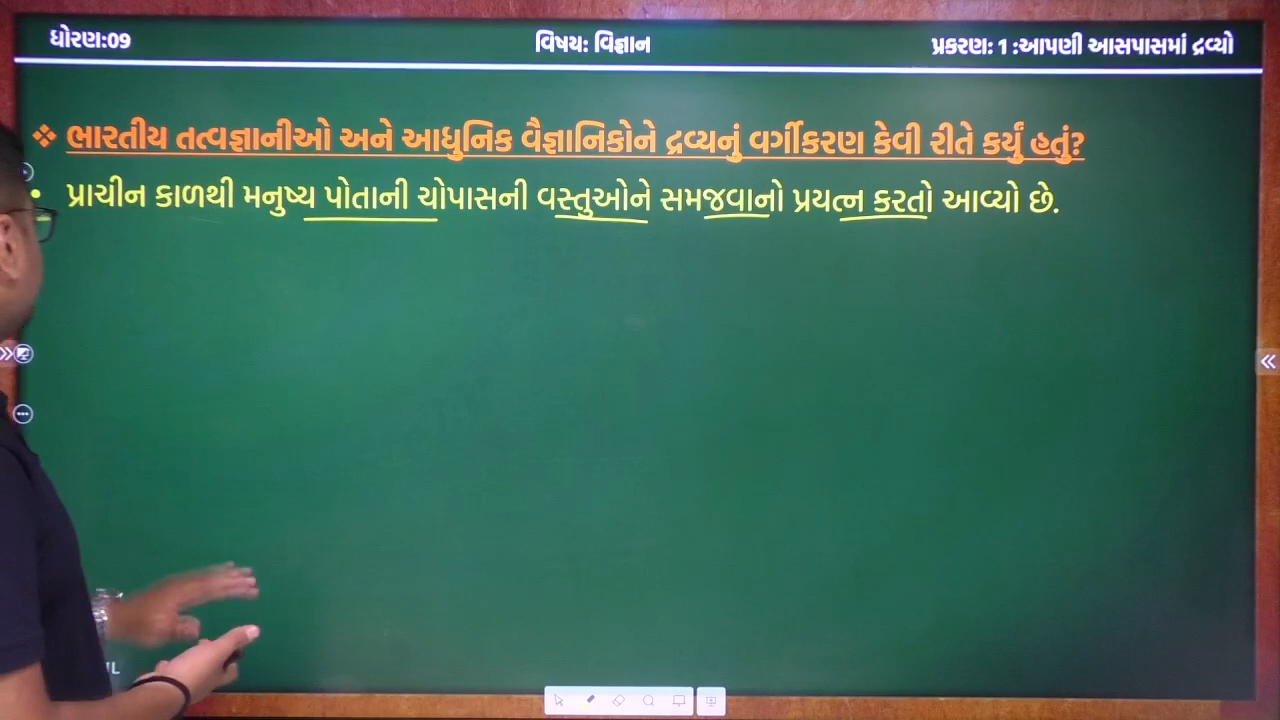 ધોરણ:09 વિષય: વિજ્ઞાન પ્રકરણ: 1 :આપણી આસપાસમાં દ્રવ્યો
❖ ભારતીય તત્વજ્ઞાનીઓ અને આધુનિક વૈજ્ઞાનિકોને દ્રવ્યનું વર્ગીકરણ કેવી રીતે કર્યું હતું?
• પ્રાચીન કાળથી મનુષ્ય પોતાની ચોપાસની વસ્તુઓને સમજવાનો પ્રયત્ન કરતો આવ્યો છે.